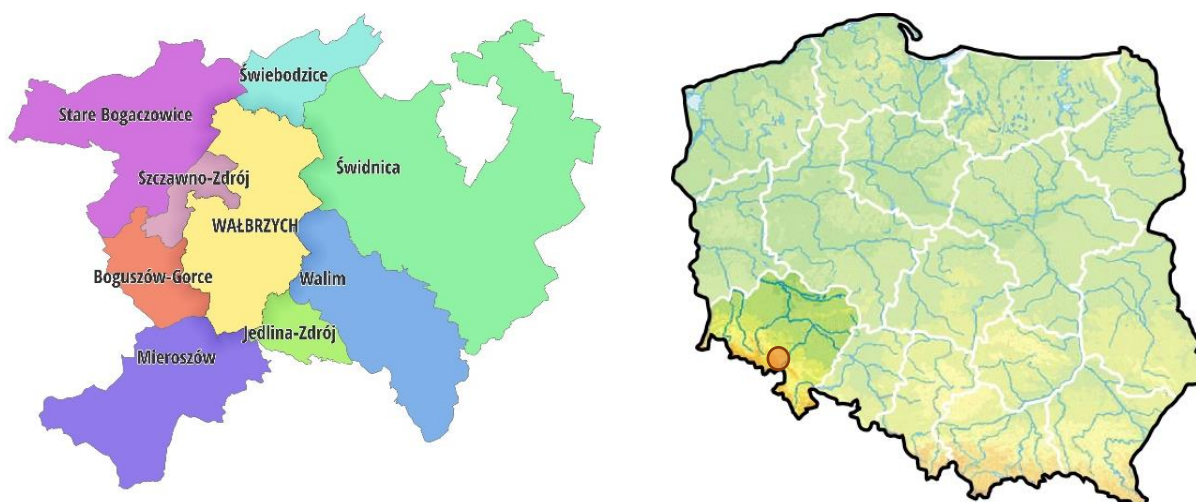 Świebodzice
Stare Bogaczowice
Szczawno-Zdrój
Świdnica
WAŁBRZYCH
Boguszów-Gorce
Walim
Jedlina-Zdrój
Mieroszów